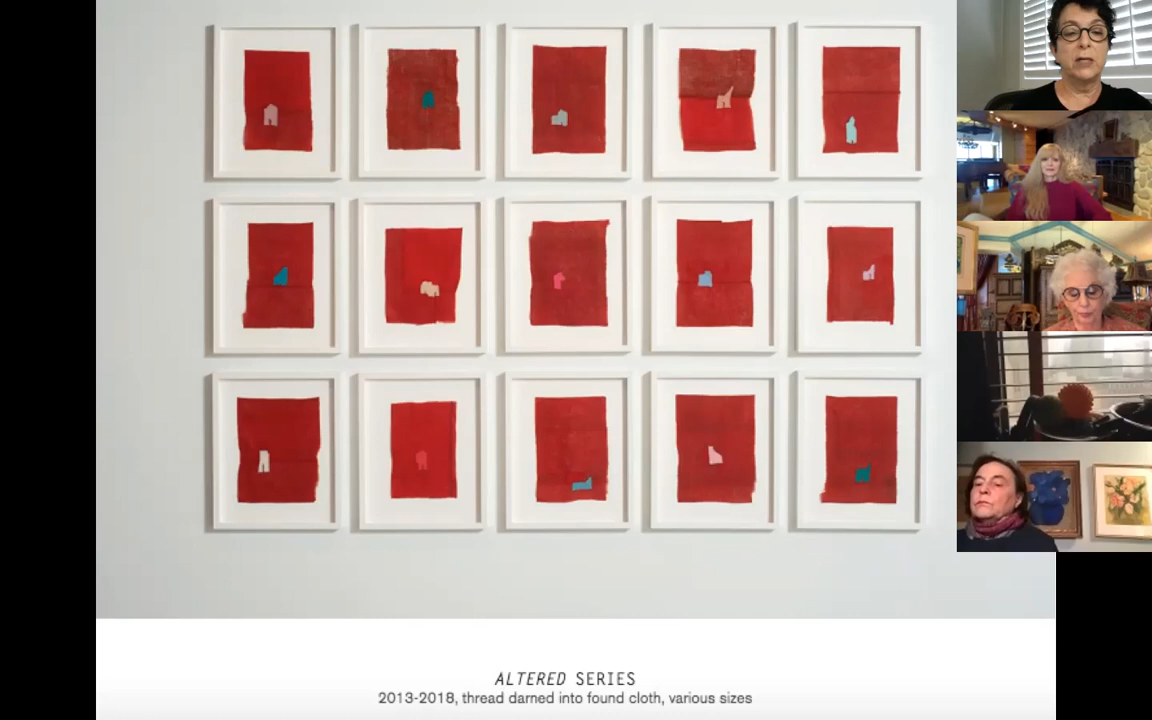 ALTERED SERIES
2013-2018, thread darned into found cloth, various sizes